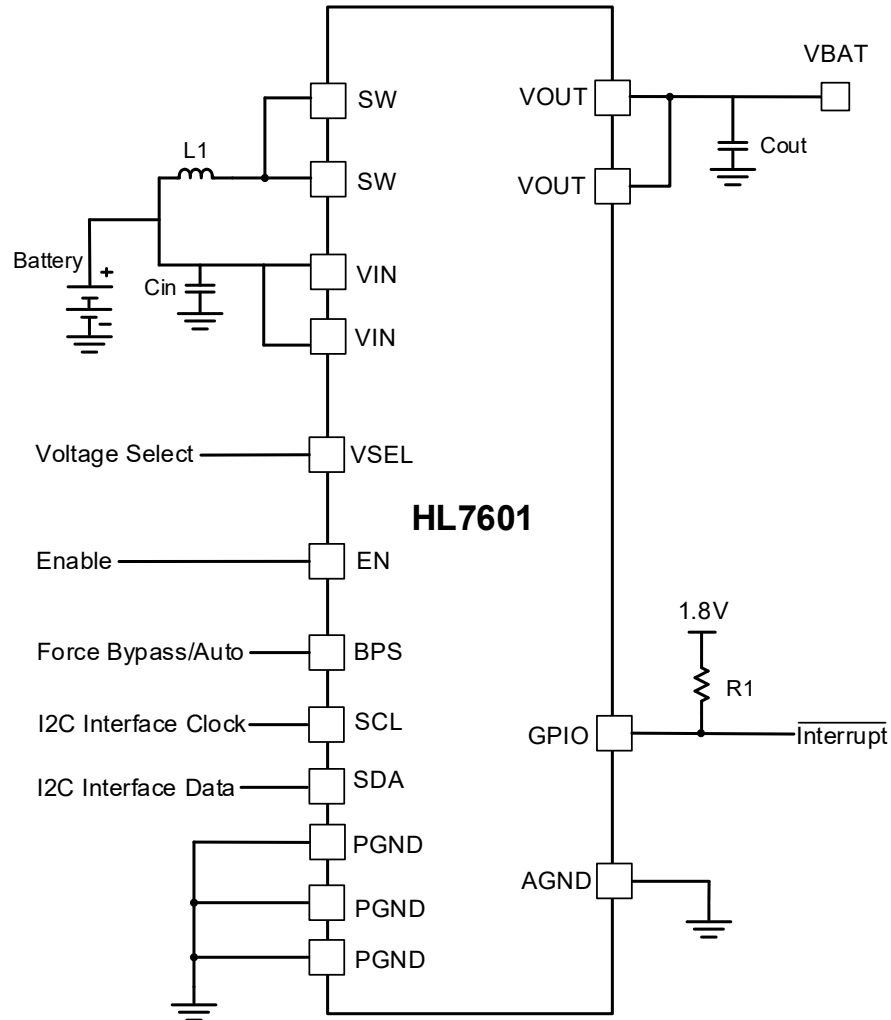 VBAT
SW
VOUT
L1
Cout
SW
VOUT
Battery
+
Cin
VIN
-
VIN
Voltage Select
VSEL
HL7601
Enable
EN
1.8V
Force Bypass/Auto
BPS
R1
I2C Interface Clock
SCL
GPIO
Interrupt
I2C Interface Data
SDA
PGND
AGND
PGND
PGND